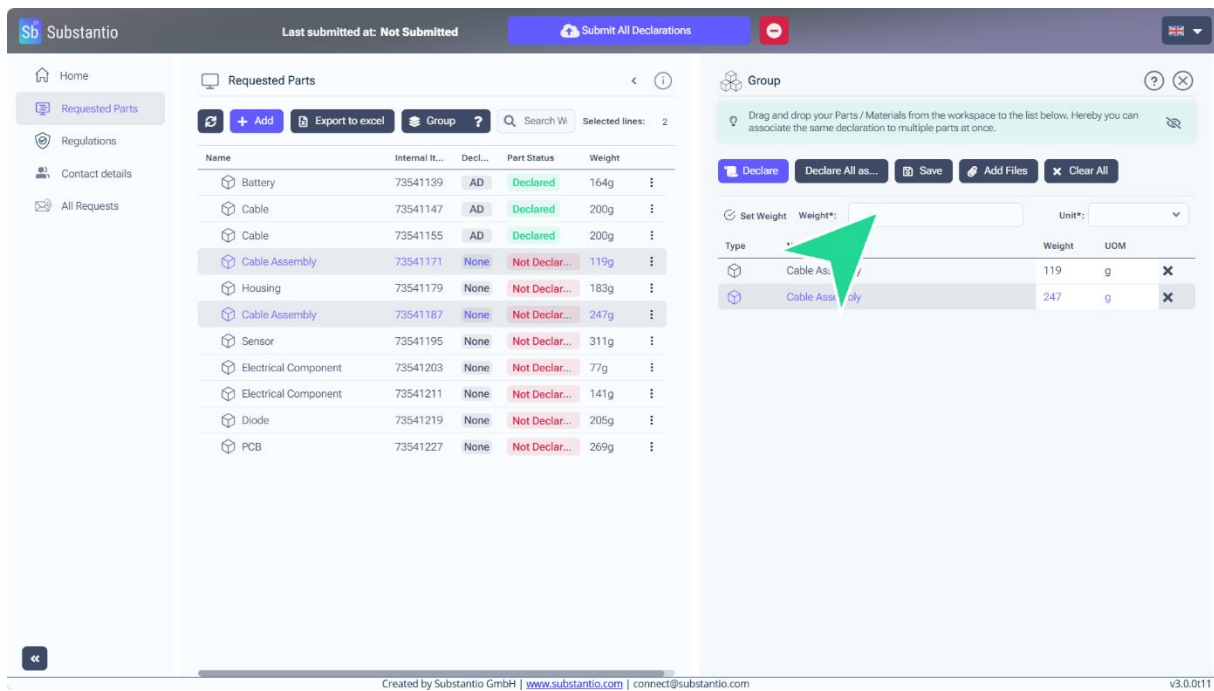 Sb Substantio
Last submitted at: Not Submitted
Submit All Declarations
Home
Requested Parts
Regulations
Contact details
All Requests
Requested Parts
Add
Export to excel
Group
?
Search
Selected lines: 2
Name Internal It... Decl... Part Status Weight
Battery 73541139 AD Declared 164g
Cable 73541147 AD Declared 200g
Cable 73541155 AD Declared 200g
Cable Assembly 73541171 None Not Declar... 119g
Housing 73541179 None Not Declar... 183g
Cable Assembly 73541187 None Not Declar... 247g
Sensor 73541195 None Not Declar... 311g
Electrical Component 73541203 None Not Declar... 77g
Electrical Component 73541211 None Not Declar... 141g
Diode 73541219 None Not Declar... 205g
PCB 73541227 None Not Declar... 269g
Group
?
Drag and drop your Parts / Materials from the workspace to the list below. Hereby you can
associate the same declaration to multiple parts at once.
Declare
Declare All as...
Save
Add Files
Clear All
Set Weight Weight*: Unit*:
Type Weight UOM
Cable 119 g
Cable 247 g
Created by Substantio GmbH | www.substantio.com | connect@substantio.com
v3.0.0t11